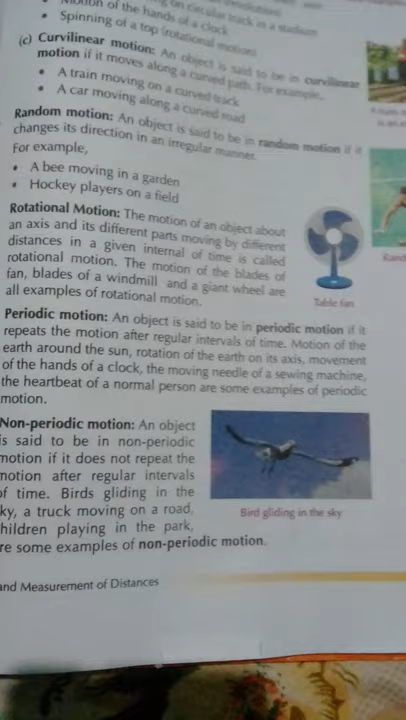 Motion of the hands of a clock
Spinning of a top (rotational motion)
(c) Curvilinear motion: An object is said to be in curvilinear
motion if it moves along a curved path. For example,
• A train moving on a curved track
• A car moving along a curved road
Random motion: An object is said to be in random motion if it
changes its direction in an irregular manner.
For example,
• A bee moving in a garden
• Hockey players on a field
Rotational Motion: The motion of an object about
an axis and its different parts moving by different
distances in a given internal of time is called
rotational motion. The motion of the blades of
fan, blades of a windmill and a giant wheel are
all examples of rotational motion.
Table fan
Periodic motion: An object is said to be in periodic motion if it
repeats the motion after regular intervals of time. Motion of the
earth around the sun, rotation of the earth on its axis, movement
of the hands of a clock, the moving needle of a sewing machine,
the heartbeat of a normal person are some examples of periodic
motion.
Non-periodic motion: An object
is said to be in non-periodic
motion if it does not repeat the
motion after regular intervals
of time. Birds gliding in the
ky, a truck moving on a road,
hildren playing in the park,
re some examples of non-periodic motion.
Bird gliding in the sky
and Measurement of Distances